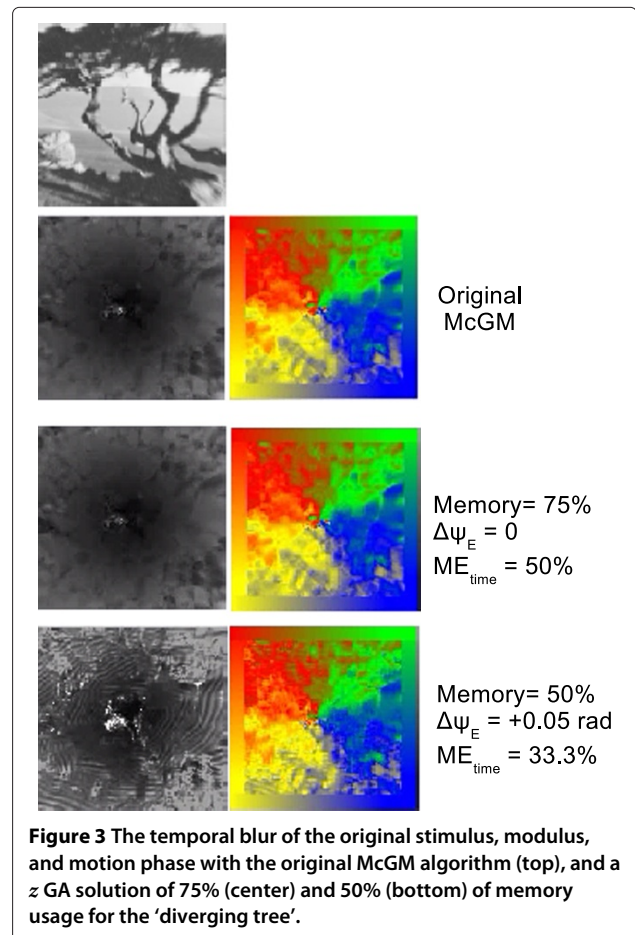 Original
McGM
Memory= 75%
Δψ_E = 0
ME_time = 50%
Memory= 50%
Δψ_E = +0.05 rad
ME_time = 33.3%
Figure 3 The temporal blur of the original stimulus, modulus,
and motion phase with the original McGM algorithm (top), and a
z GA solution of 75% (center) and 50% (bottom) of memory
usage for the ‘diverging tree’.